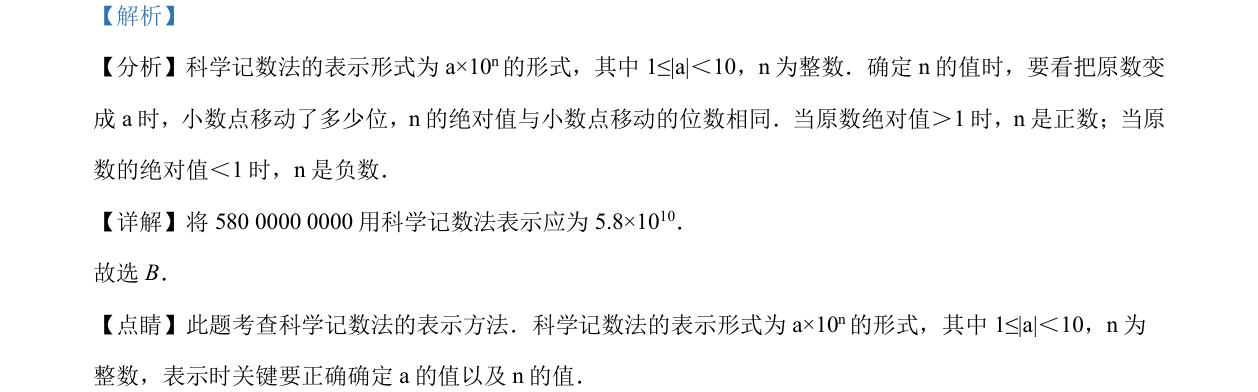 【解析】
【分析】科学记数法的表示形式为 a×10ⁿ 的形式，其中 1≤|a|＜10，n 为整数．确定 n 的值时，要看把原数变
成 a 时，小数点移动了多少位，n 的绝对值与小数点移动的位数相同．当原数绝对值＞1 时，n 是正数；当原
数的绝对值＜1 时，n 是负数．
【详解】将 580 0000 0000 用科学记数法表示应为 5.8×10¹⁰．
故选 B．
【点睛】此题考查科学记数法的表示方法．科学记数法的表示形式为 a×10ⁿ 的形式，其中 1≤|a|＜10，n 为
整数，表示时关键要正确确定 a 的值以及 n 的值．